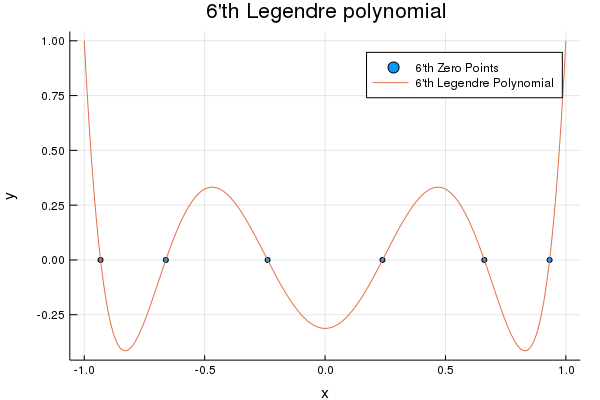 6'th Legendre polynomial
6'th Zero Points
6'th Legendre Polynomial
1.00
0.75
0.50
0.25
0.00
-0.25
y
-1.0 -0.5 0.0 0.5 1.0
x